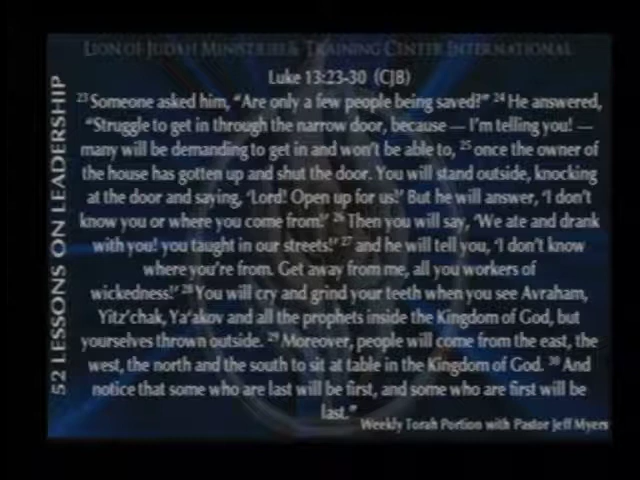 LION OF JUDAH MINISTRIES & TRAINING CENTER INTERNATIONAL
52 LESSONS ON LEADERSHIP
Luke 13:23-30 (CJB)
23 Someone asked him, “Are only a few people being saved?” 24 He answered,
“Struggle to get in through the narrow door, because — I'm telling you! —
many will be demanding to get in and won't be able to, 25 once the owner of
the house has gotten up and shut the door. You will stand outside, knocking
at the door and saying, ‘Lord! Open up for us!’ But he will answer, ‘I don't
know you or where you come from!’ 26 Then you will say, ‘We ate and drank
with you! you taught in our streets!’ 27 and he will tell you, ‘I don't know
where you're from. Get away from me, all you workers of
wickedness!’ 28 You will cry and grind your teeth when you see Avraham,
Yitz'chak, Ya'akov and all the prophets inside the Kingdom of God, but
yourselves thrown outside. 29 Moreover, people will come from the east, the
west, the north and the south to sit at table in the Kingdom of God. 30 And
notice that some who are last will be first, and some who are first will be
last.”
Weekly Torah Portion with Pastor Jeff Myers